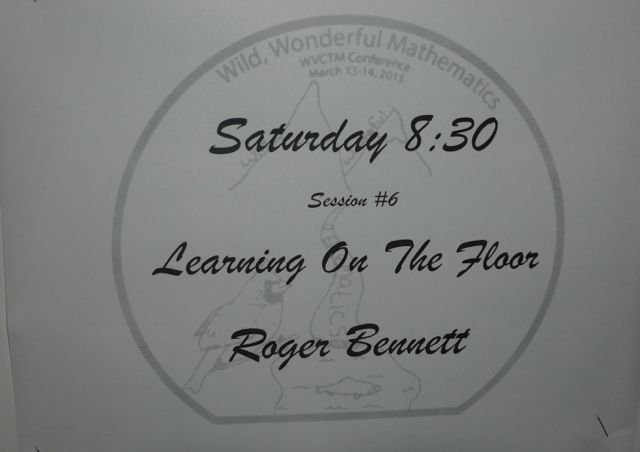 Wild, Wonderful Mathematics
WVCTM Conference
March 13-14, 2015
Saturday 8:30
Session #6
Learning On The Floor
Roger Bennett